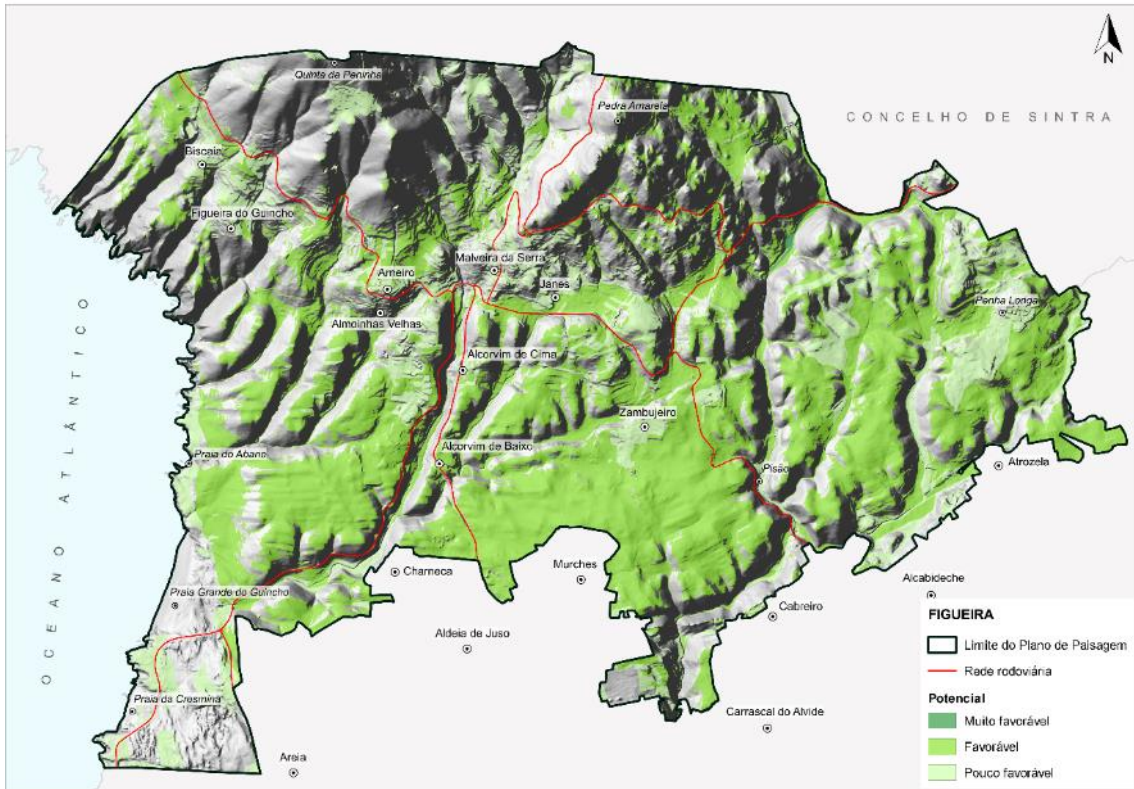 N
CONCELHO DE SINTRA
Quinta da Peninha
Pedra Amarela
Biscaia
Figueira do Guincho
Malveira da Serra
Arneiro
Janes
Penha Longa
Almoinhas Velhas
Alcorvim de Cima
Zambujeiro
Alcorvim de Baixo
Praia do Abano
Atrozela
Pisão
OCEANO ATLÂNTICO
Charneca
Murches
Alcabideche
Praia Grande do Guincho
Cabreiro
Aldeia de Juso
Praia da Cresmina
Carrascal do Alvide
Areia
FIGUEIRA
Limite do Plano de Paisagem
Rede rodoviária
Potencial
Muito favorável
Favorável
Pouco favorável